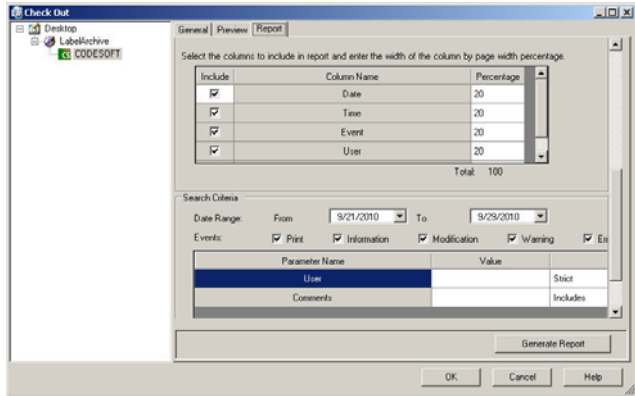 Check Out
Desktop
LabelArchive
CODESOFT
General Preview Report
Select the columns to include in report and enter the width of the column by page width percentage.
Include Column Name Percentage
Date 20
Time 20
Event 20
User 20
Total: 100
Search Criteria
Date Range: From 9/21/2010 To 9/29/2010
Events: Print Information Modification Warning En
Parameter Name Value
User Strict
Comments Includes
Generate Report
OK Cancel Help